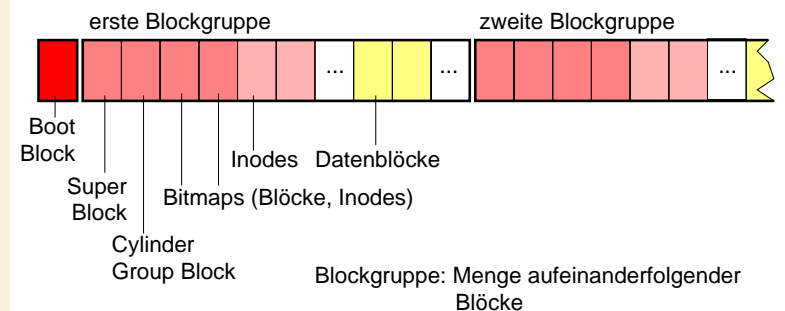 erste Blockgruppe
zweite Blockgruppe
...
...
...
Boot
Block
Inodes
Datenblöcke
Super
Block
Bitmaps (Blöcke, Inodes)
Cylinder
Group Block
Blockgruppe: Menge aufeinanderfolgender
Blöcke